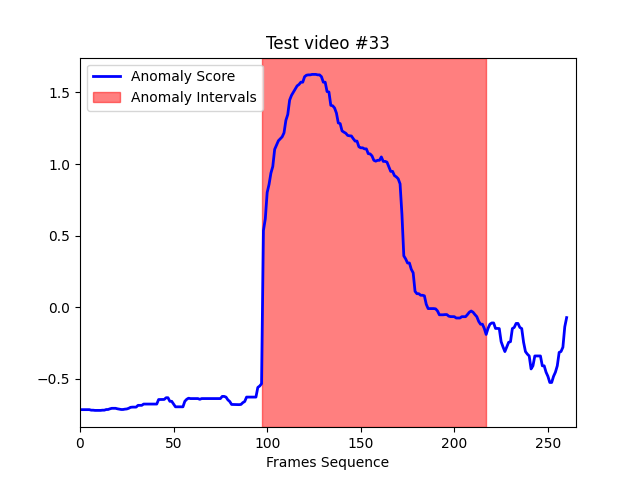 Test video #33
Anomaly Score
Anomaly Intervals
1.5
1.0
0.5
0.0
−0.5
0 50 100 150 200 250
Frames Sequence